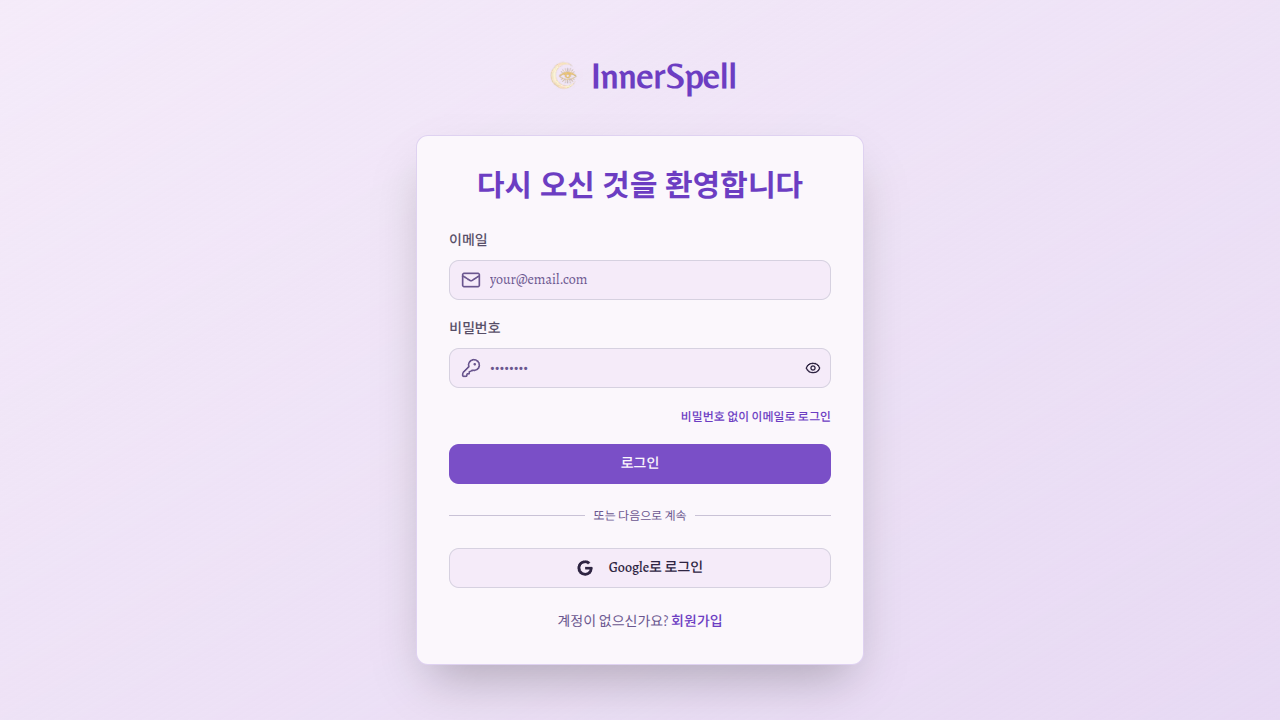 InnerSpell
다시 오신 것을 환영합니다
이메일
your@email.com
비밀번호
••••••••
비밀번호 없이 이메일로 로그인
로그인
또는 다음으로 계속
Google로 로그인
계정이 없으신가요? 회원가입